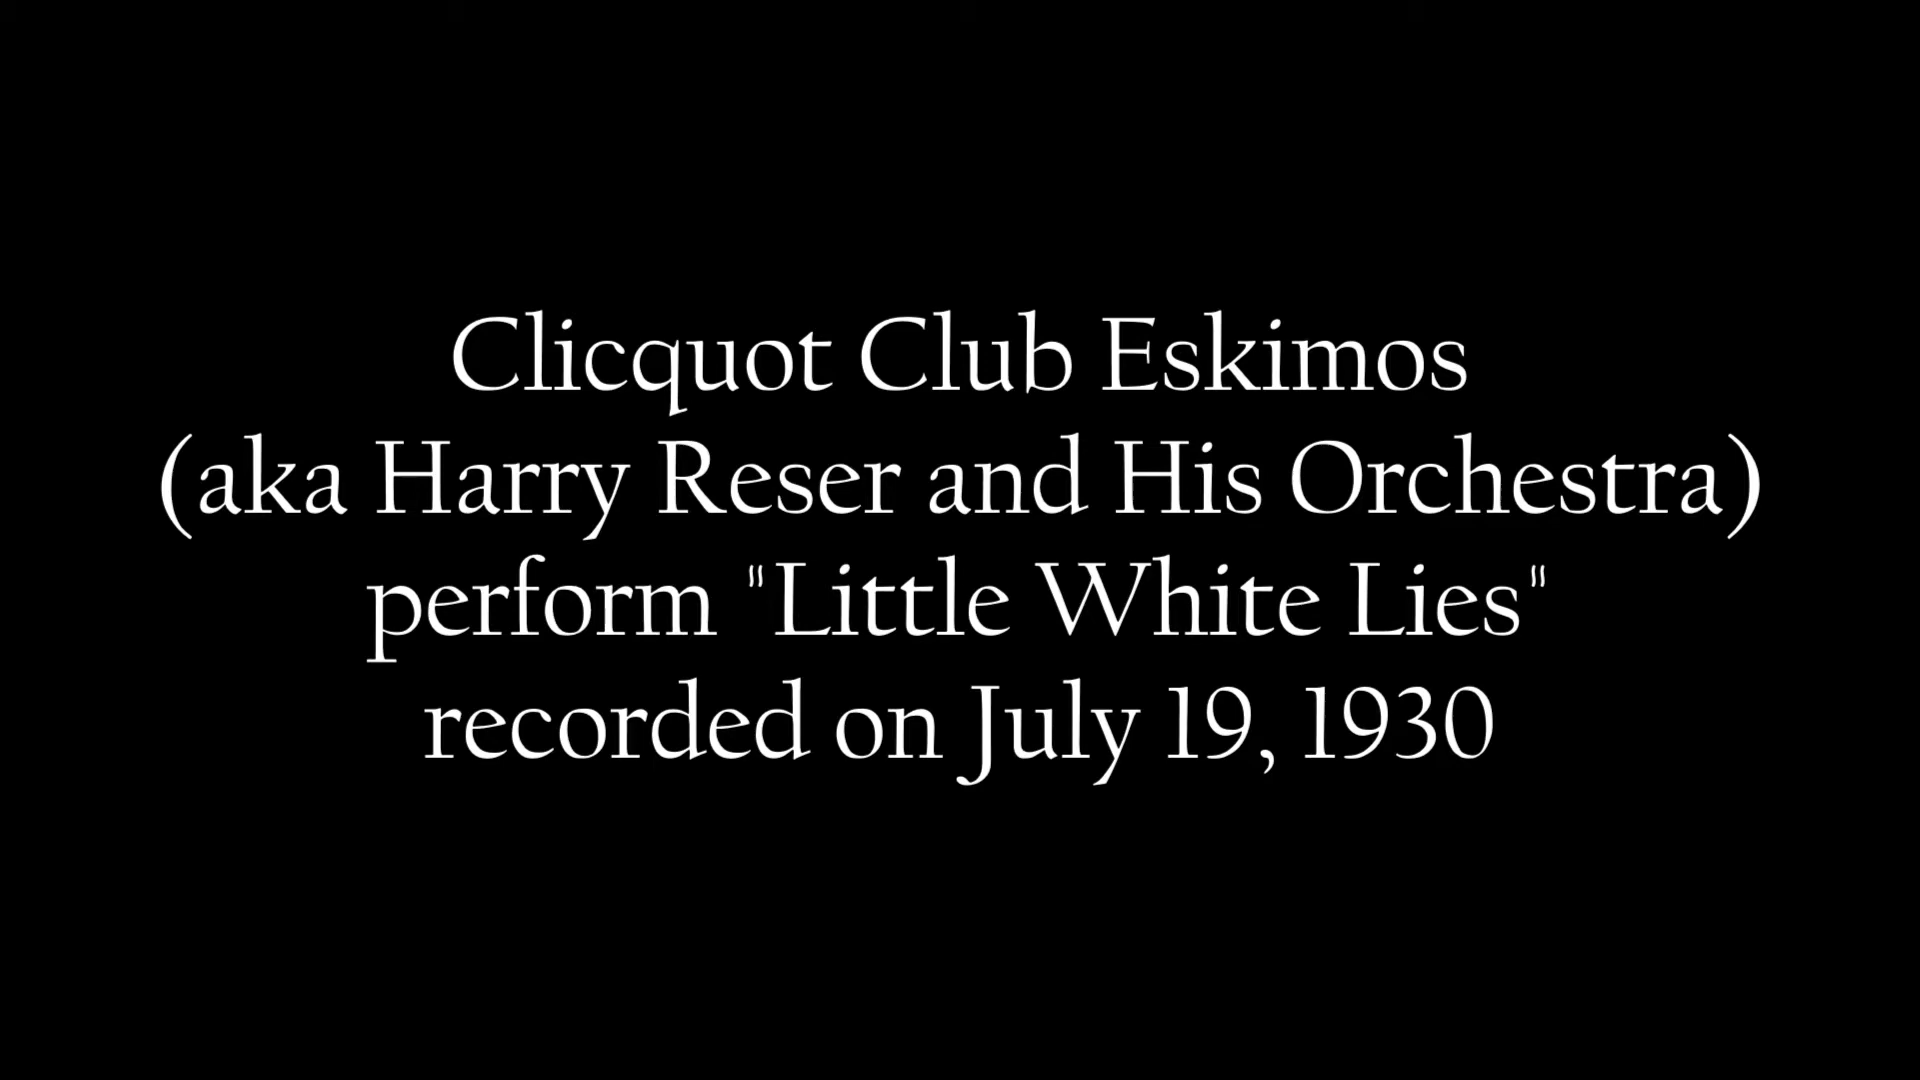 Clicquot Club Eskimos
(aka Harry Reser and His Orchestra)
perform "Little White Lies"
recorded on July 19, 1930